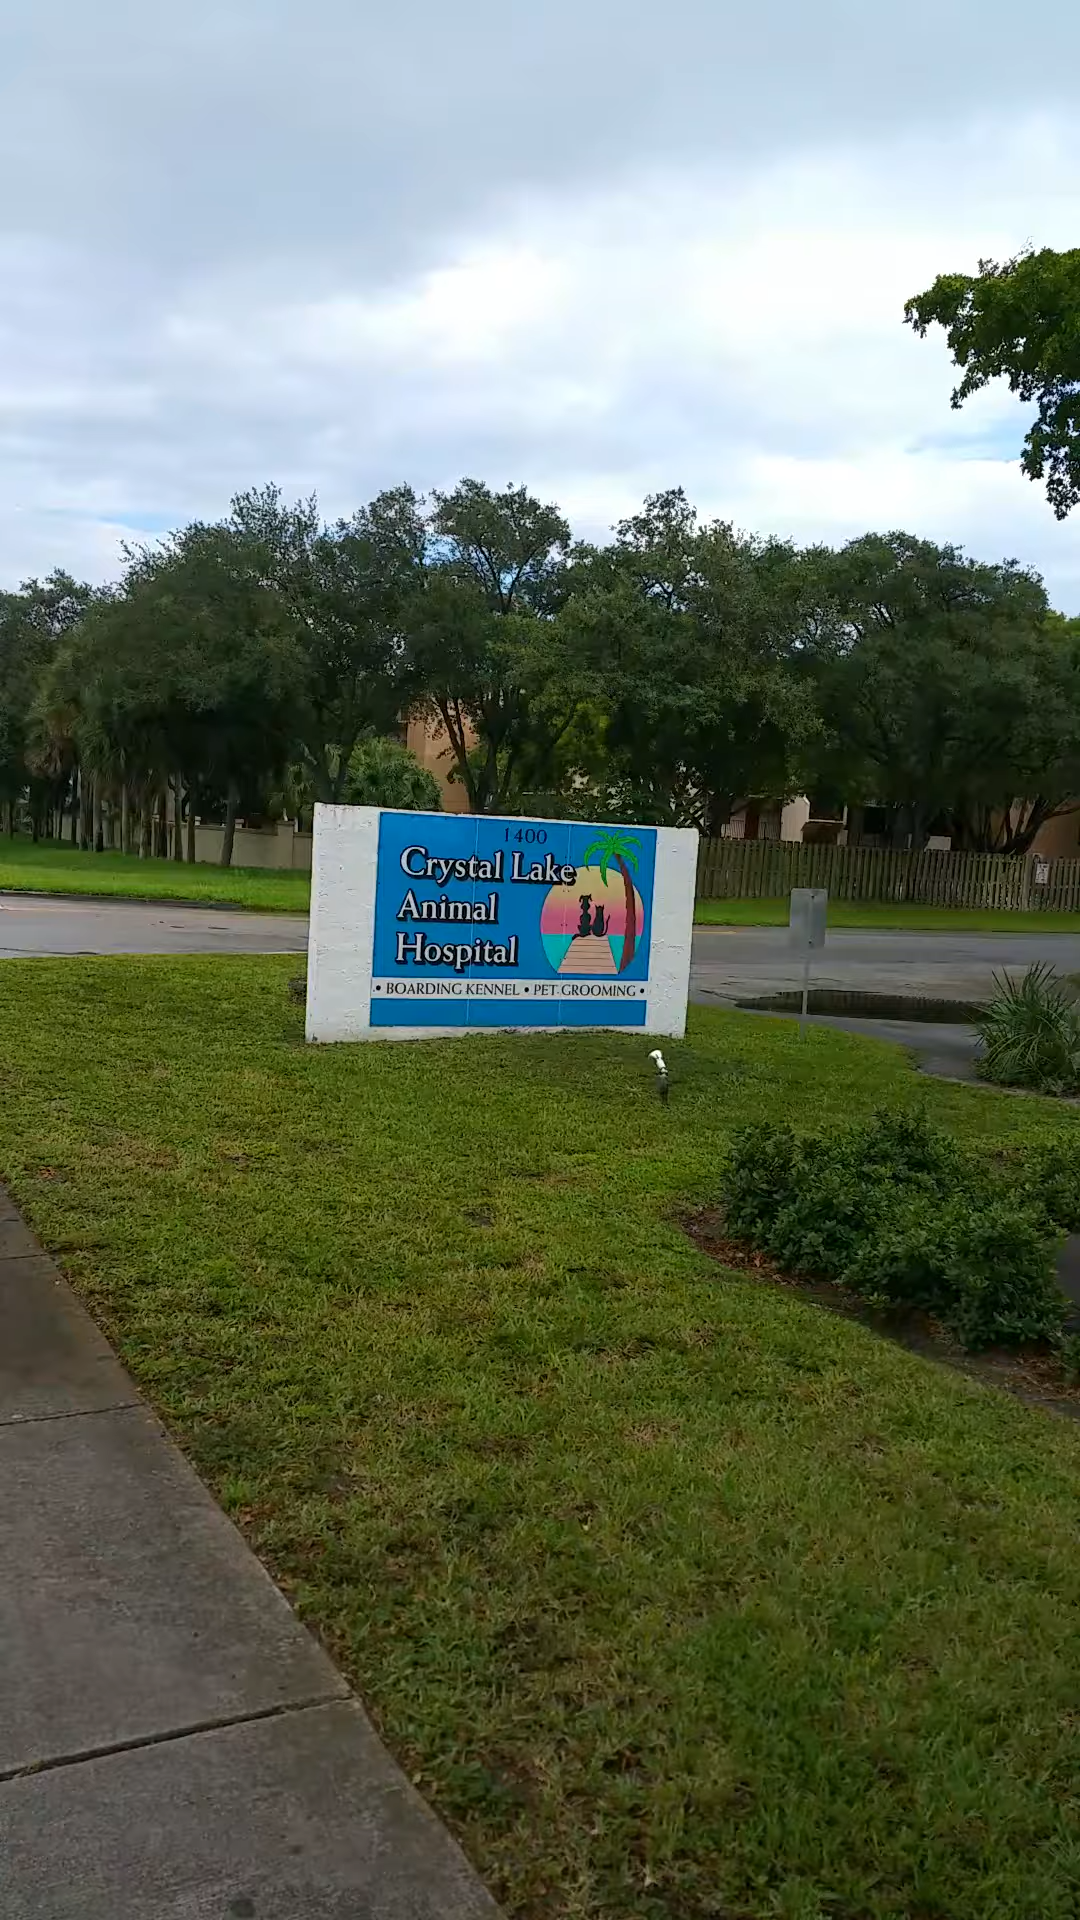 1400
Crystal Lake
Animal
Hospital
• BOARDING KENNEL • PET GROOMING •